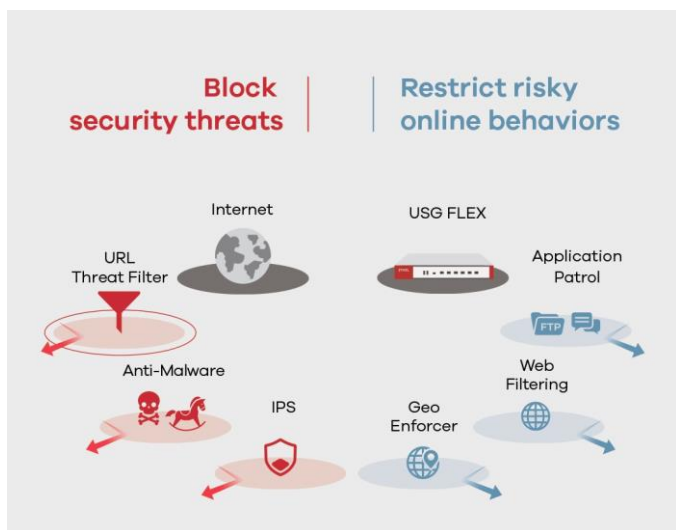 Block
security threats
Restrict risky
online behaviors
Internet
USG FLEX
URL
Threat Filter
Application
Patrol
FTP
Anti-Malware
Web
Filtering
IPS
Geo
Enforcer